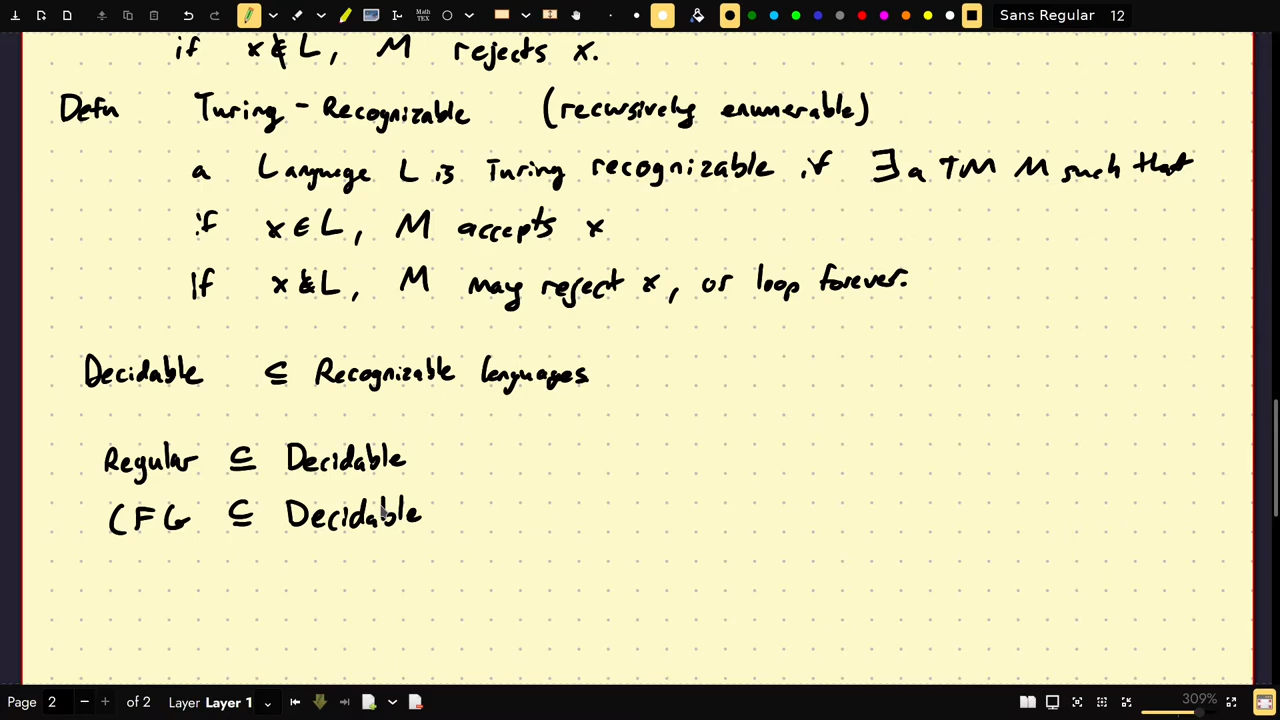 Sans Regular 12
if x∉L, M rejects x.
Defn Turing-Recognizable (recursively enumerable)
a Language L is Turing recognizable if ∃ a TM M such that
if x∈L, M accepts x
If x∉L, M may reject x, or loop forever.
Decidable ⊆ Recognizable languages
Regular ⊆ Decidable
CFG ⊆ Decidable
Page 2 of 2 Layer Layer 1 309%